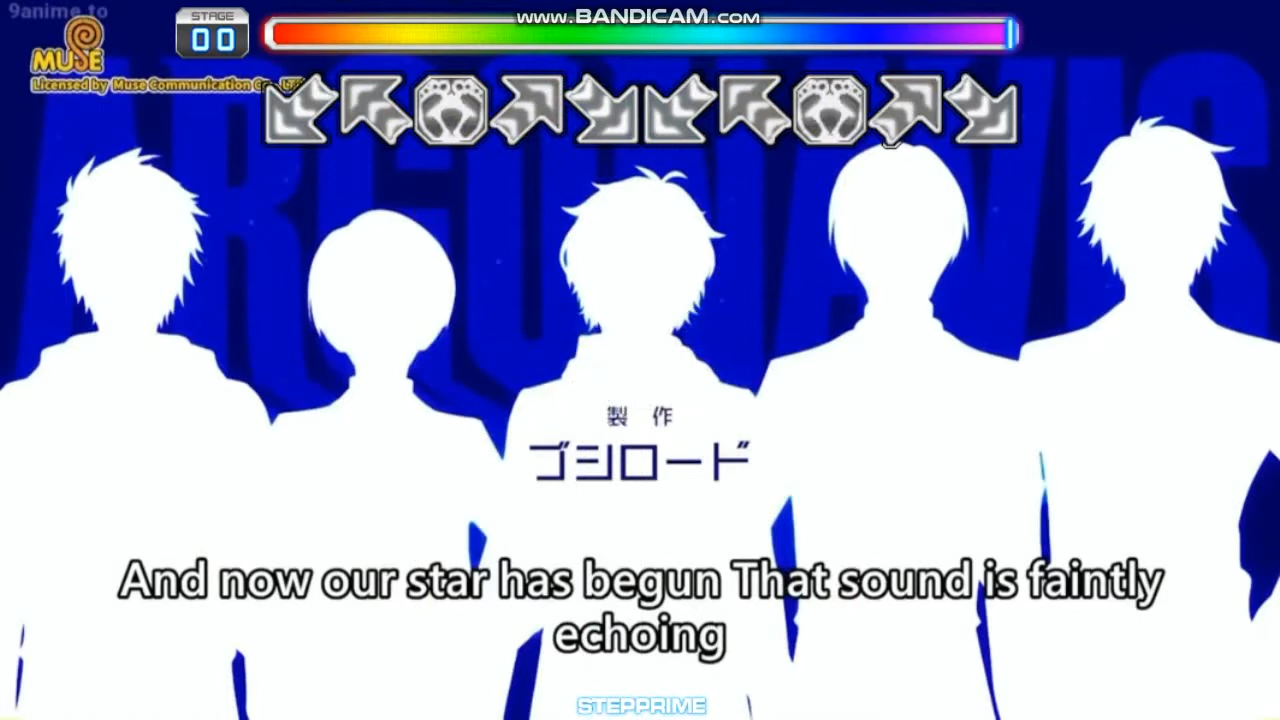 9anime.to
www.BANDICAM.com
STAGE
00
MUSE
Licensed by Muse Communication Co., Ltd.
ARGONAVIS
製 作
ブシロード
And now our star has begun That sound is faintly
echoing
STEPPRIME